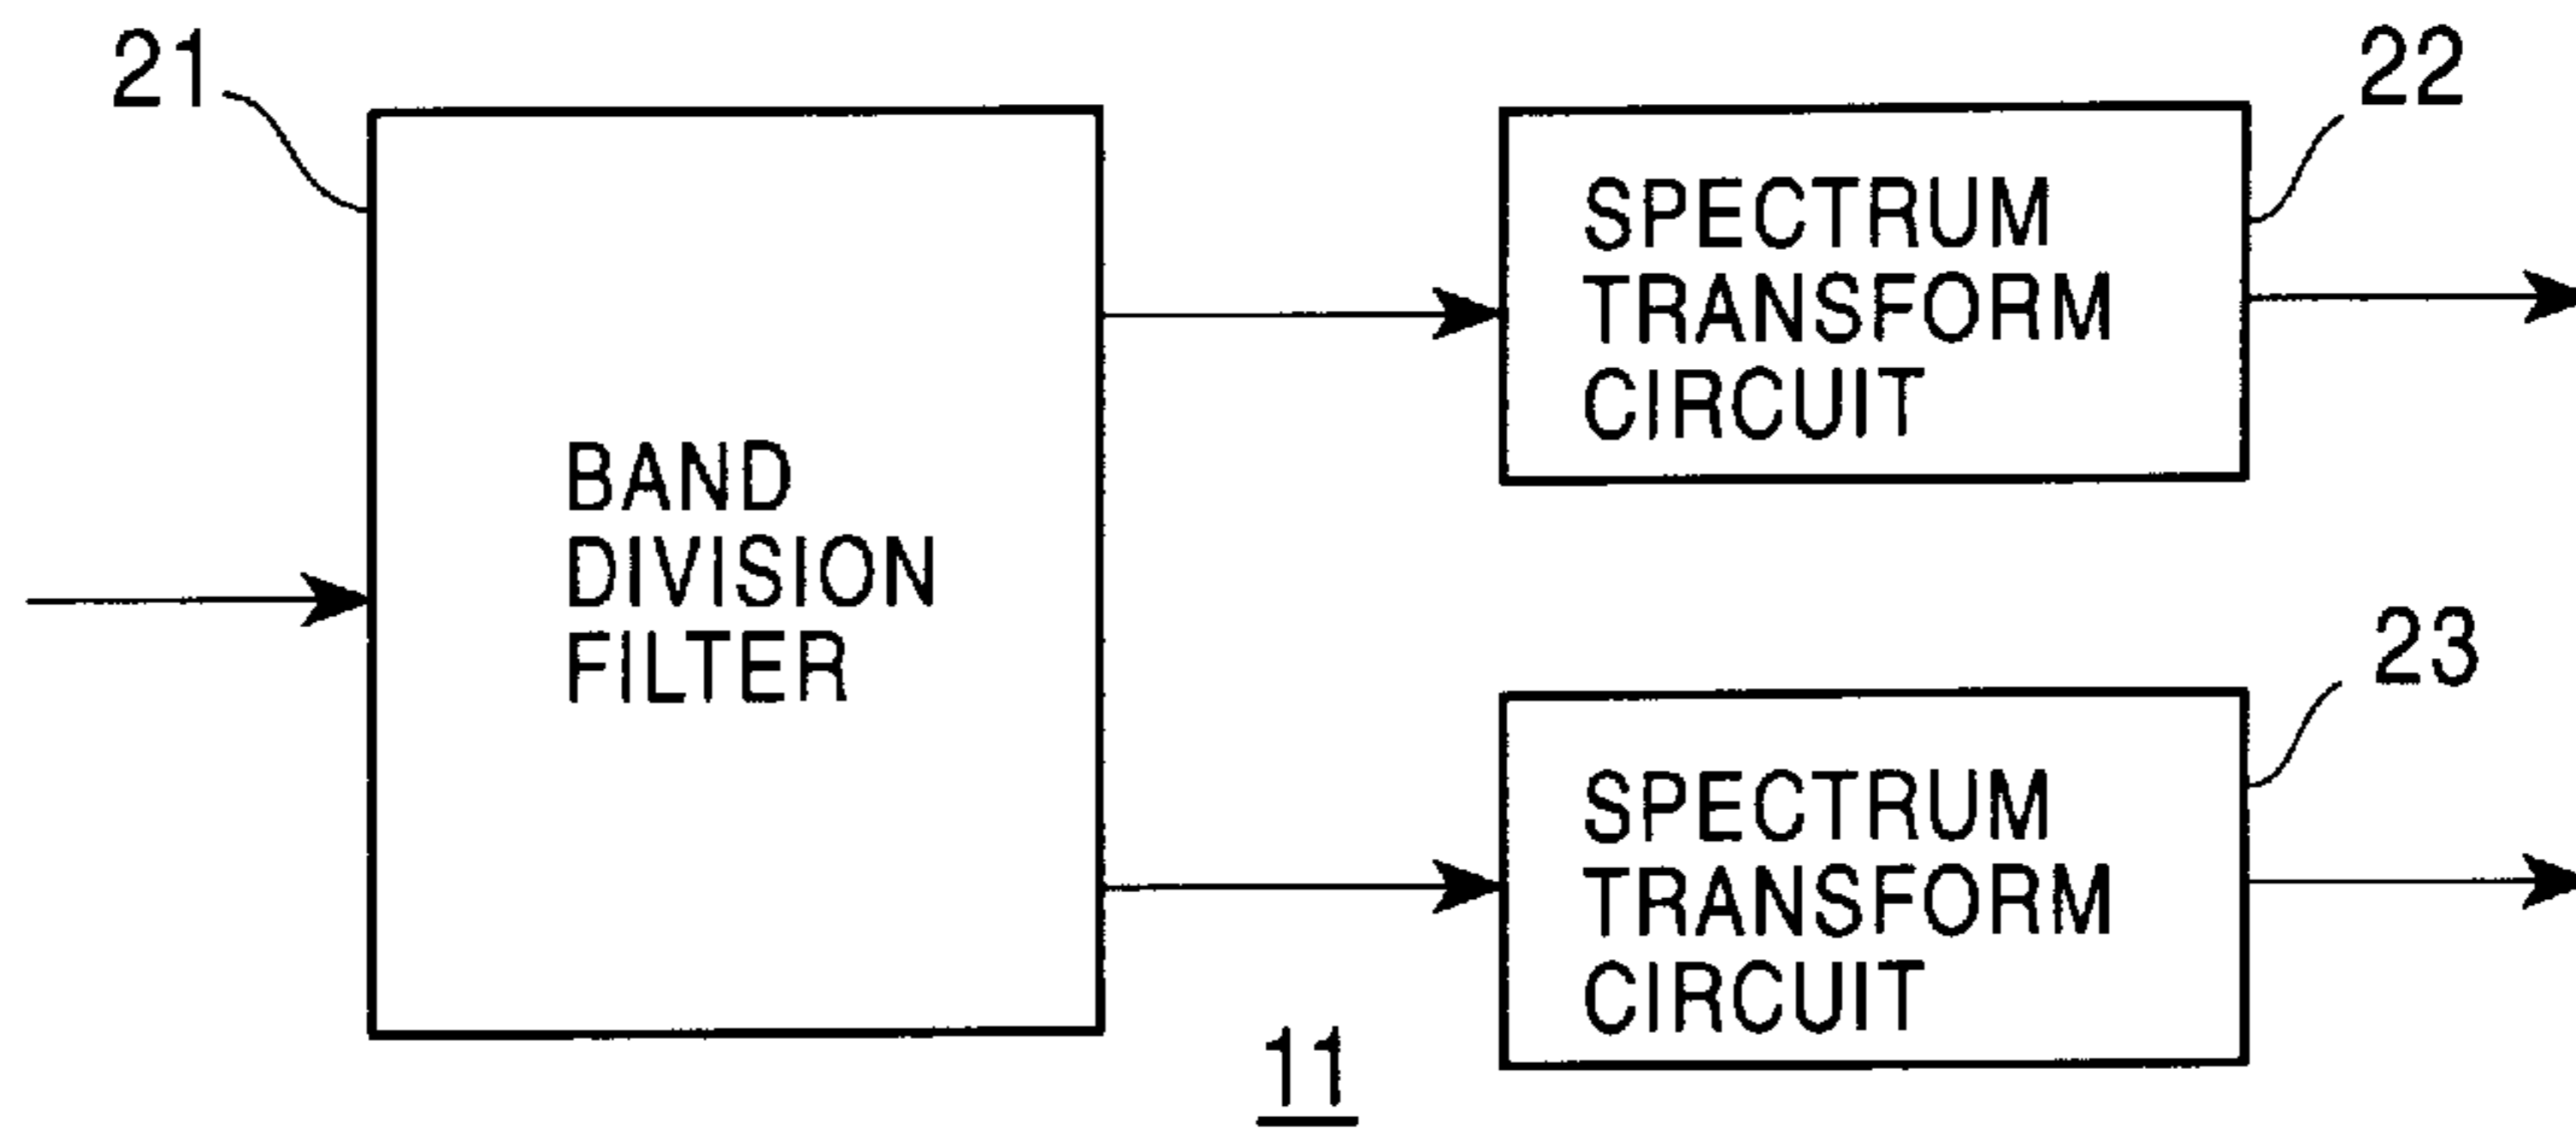 21
BAND
DIVISION
FILTER
22
SPECTRUM
TRANSFORM
CIRCUIT
23
SPECTRUM
TRANSFORM
CIRCUIT
11